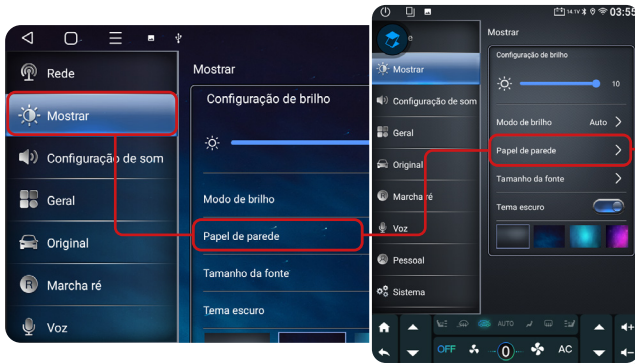 Rede
Mostrar
Configuração de som
Geral
Original
Marcha ré
Voz
Mostrar
Configuração de brilho
Modo de brilho
Papel de parede
Tamanho da fonte
Tema escuro
14.1V 03:55
e
Mostrar
Configuração de som
Geral
Original
Marcha ré
Voz
Pessoal
Sistema
Mostrar
Configuração de brilho
10
Modo de brilho Auto
Papel de parede
Tamanho da fonte
Tema escuro
AUTO
OFF 0 AC